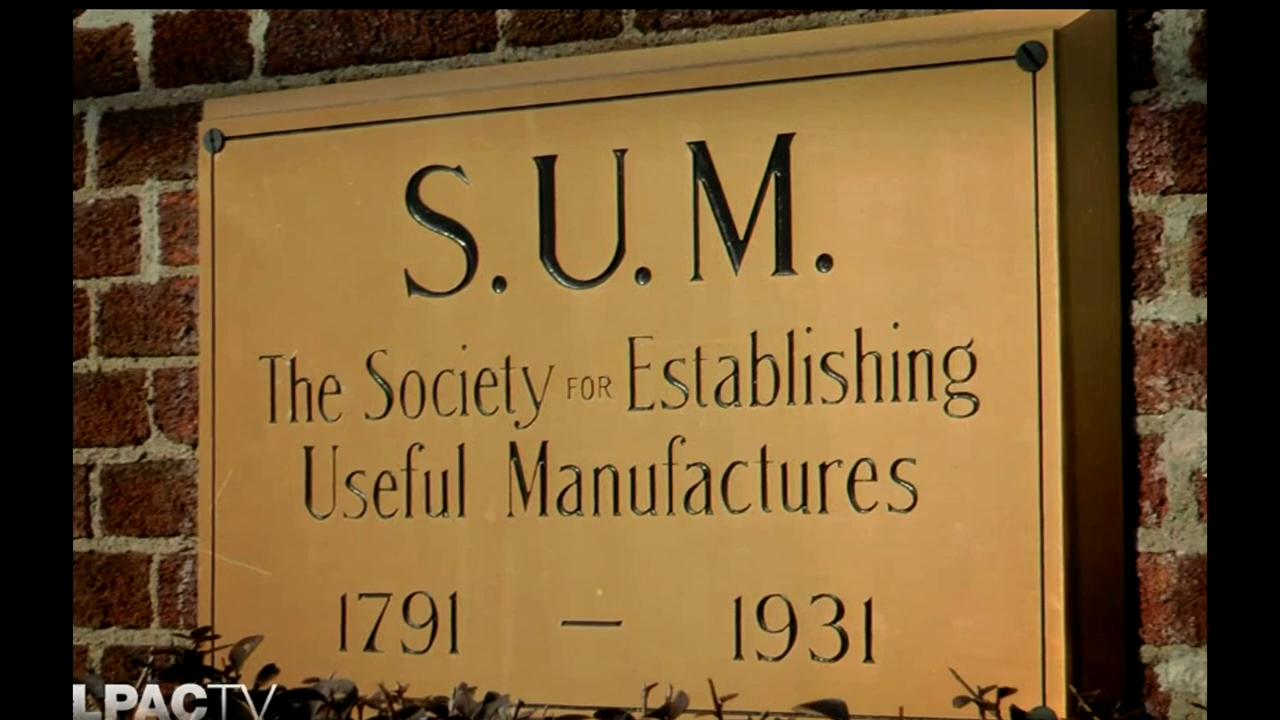 S.U.M.
The Society FOR Establishing
Useful Manufactures
1791 — 1931
LPACTV